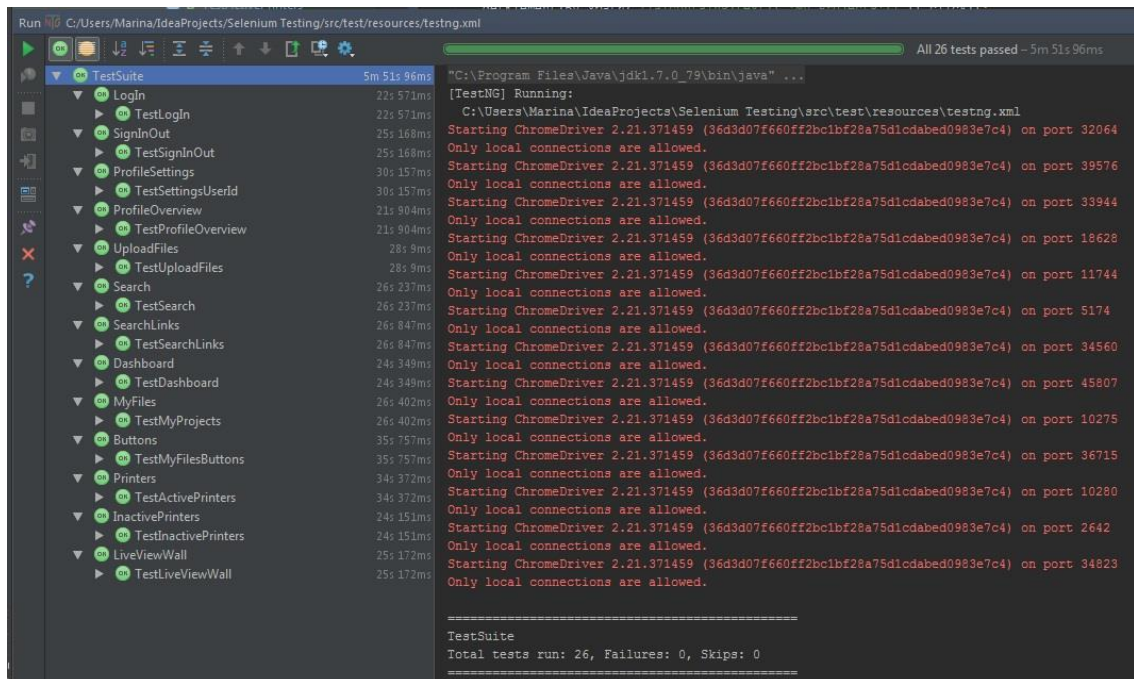 Run C:/Users/Marina/IdeaProjects/Selenium Testing/src/test/resources/testng.xml
All 26 tests passed – 5m 51s 96ms
TestSuite 5m 51s 96ms
LogIn 22s 571ms
TestLogIn 22s 571ms
SignInOut 25s 168ms
TestSignInOut 25s 168ms
ProfileSettings 30s 157ms
TestSettingsUserId 30s 157ms
ProfileOverview 21s 904ms
TestProfileOverview 21s 904ms
UploadFiles 28s 9ms
TestUploadFiles 28s 9ms
Search 26s 237ms
TestSearch 26s 237ms
SearchLinks 26s 847ms
TestSearchLinks 26s 847ms
Dashboard 24s 349ms
TestDashboard 24s 349ms
MyFiles 26s 402ms
TestMyProjects 26s 402ms
Buttons 35s 757ms
TestMyFilesButtons 35s 757ms
Printers 34s 372ms
TestActivePrinters 34s 372ms
InactivePrinters 24s 151ms
TestInactivePrinters 24s 151ms
LiveViewWall 25s 172ms
TestLiveViewWall 25s 172ms
"C:\Program Files\Java\jdk1.7.0_79\bin\java" ...
[TestNG] Running:
C:\Users\Marina\IdeaProjects\Selenium Testing\src\test\resources\testng.xml
Starting ChromeDriver 2.21.371459 (36d3d07f660ff2bc1bf28a75d1cdabed0983e7c4) on port 32064
Only local connections are allowed.
Starting ChromeDriver 2.21.371459 (36d3d07f660ff2bc1bf28a75d1cdabed0983e7c4) on port 39576
Only local connections are allowed.
Starting ChromeDriver 2.21.371459 (36d3d07f660ff2bc1bf28a75d1cdabed0983e7c4) on port 33944
Only local connections are allowed.
Starting ChromeDriver 2.21.371459 (36d3d07f660ff2bc1bf28a75d1cdabed0983e7c4) on port 18628
Only local connections are allowed.
Starting ChromeDriver 2.21.371459 (36d3d07f660ff2bc1bf28a75d1cdabed0983e7c4) on port 11744
Only local connections are allowed.
Starting ChromeDriver 2.21.371459 (36d3d07f660ff2bc1bf28a75d1cdabed0983e7c4) on port 5174
Only local connections are allowed.
Starting ChromeDriver 2.21.371459 (36d3d07f660ff2bc1bf28a75d1cdabed0983e7c4) on port 34560
Only local connections are allowed.
Starting ChromeDriver 2.21.371459 (36d3d07f660ff2bc1bf28a75d1cdabed0983e7c4) on port 45807
Only local connections are allowed.
Starting ChromeDriver 2.21.371459 (36d3d07f660ff2bc1bf28a75d1cdabed0983e7c4) on port 10275
Only local connections are allowed.
Starting ChromeDriver 2.21.371459 (36d3d07f660ff2bc1bf28a75d1cdabed0983e7c4) on port 36715
Only local connections are allowed.
Starting ChromeDriver 2.21.371459 (36d3d07f660ff2bc1bf28a75d1cdabed0983e7c4) on port 10280
Only local connections are allowed.
Starting ChromeDriver 2.21.371459 (36d3d07f660ff2bc1bf28a75d1cdabed0983e7c4) on port 2642
Only local connections are allowed.
Starting ChromeDriver 2.21.371459 (36d3d07f660ff2bc1bf28a75d1cdabed0983e7c4) on port 34823
Only local connections are allowed.
===============================================
TestSuite
Total tests run: 26, Failures: 0, Skips: 0
===============================================